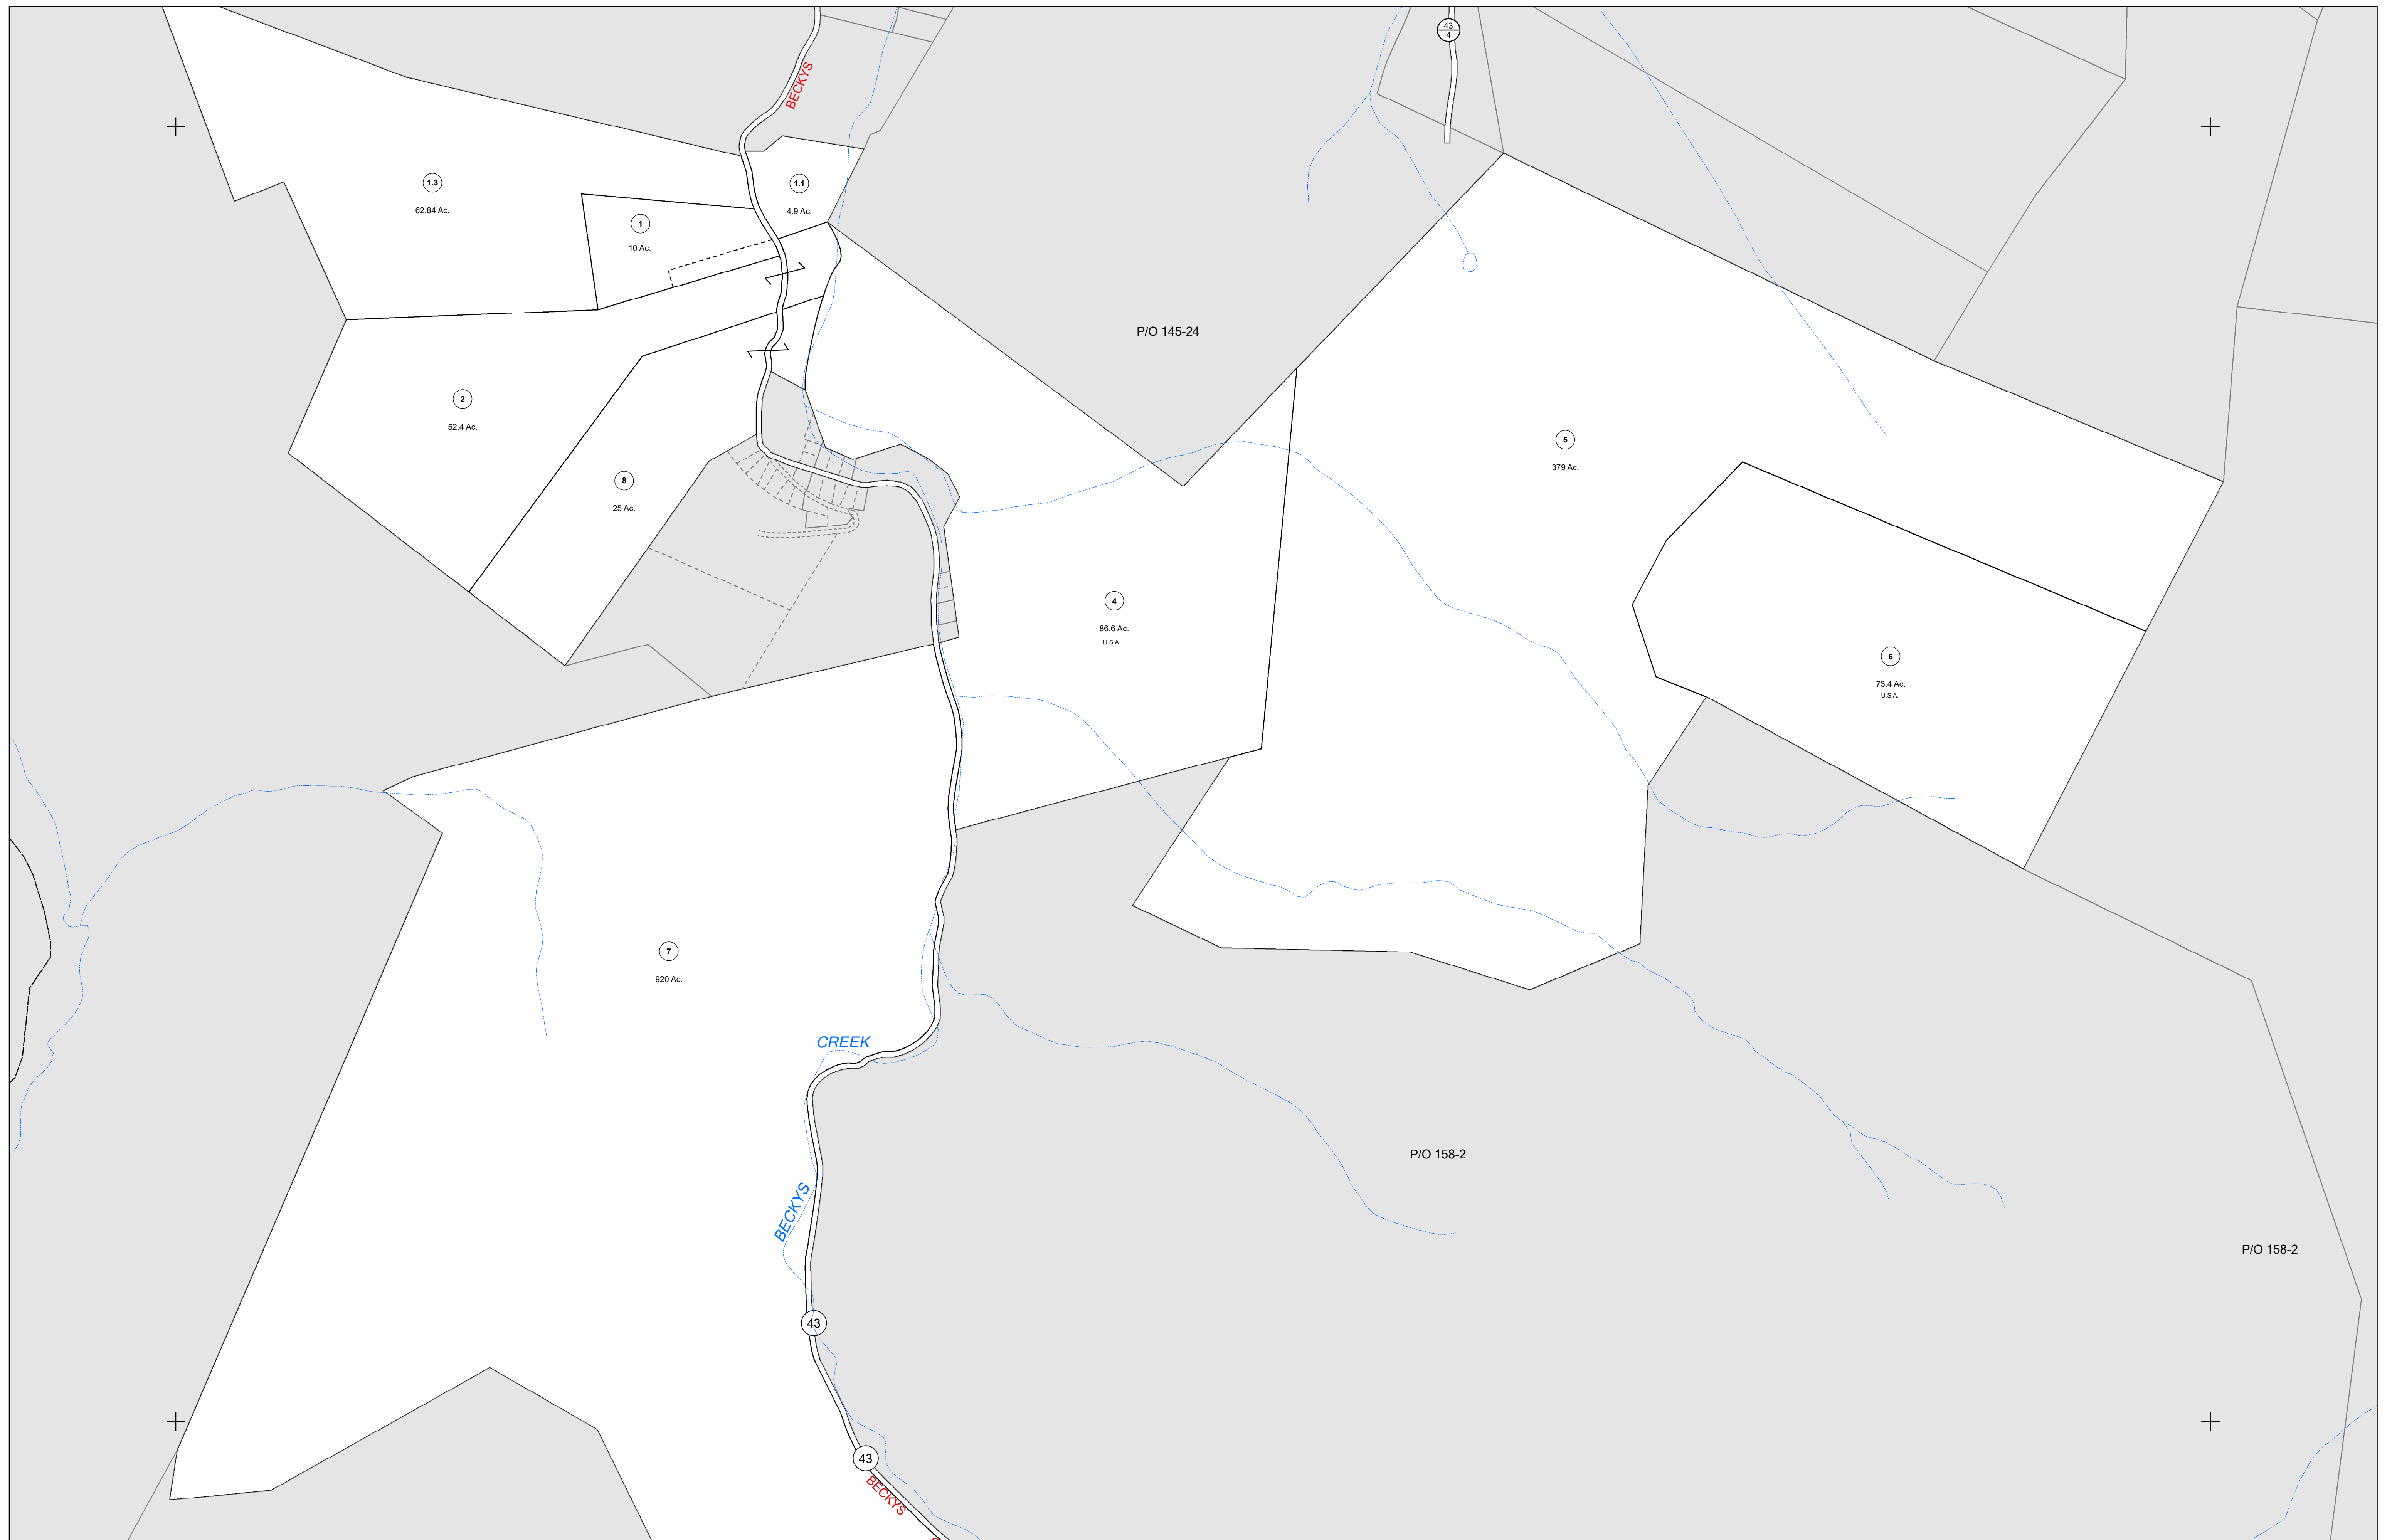 43
4
BECKYS
1.3
62.84 Ac.
1.1
4.9 Ac.
1
10 Ac.
P/O 145-24
2
52.4 Ac.
5
379 Ac.
8
25 Ac.
4
86.6 Ac.
U.S.A.
6
73.4 Ac.
U.S.A.
7
920 Ac.
CREEK
P/O 158-2
BECKYS
P/O 158-2
43
43
BECKYS